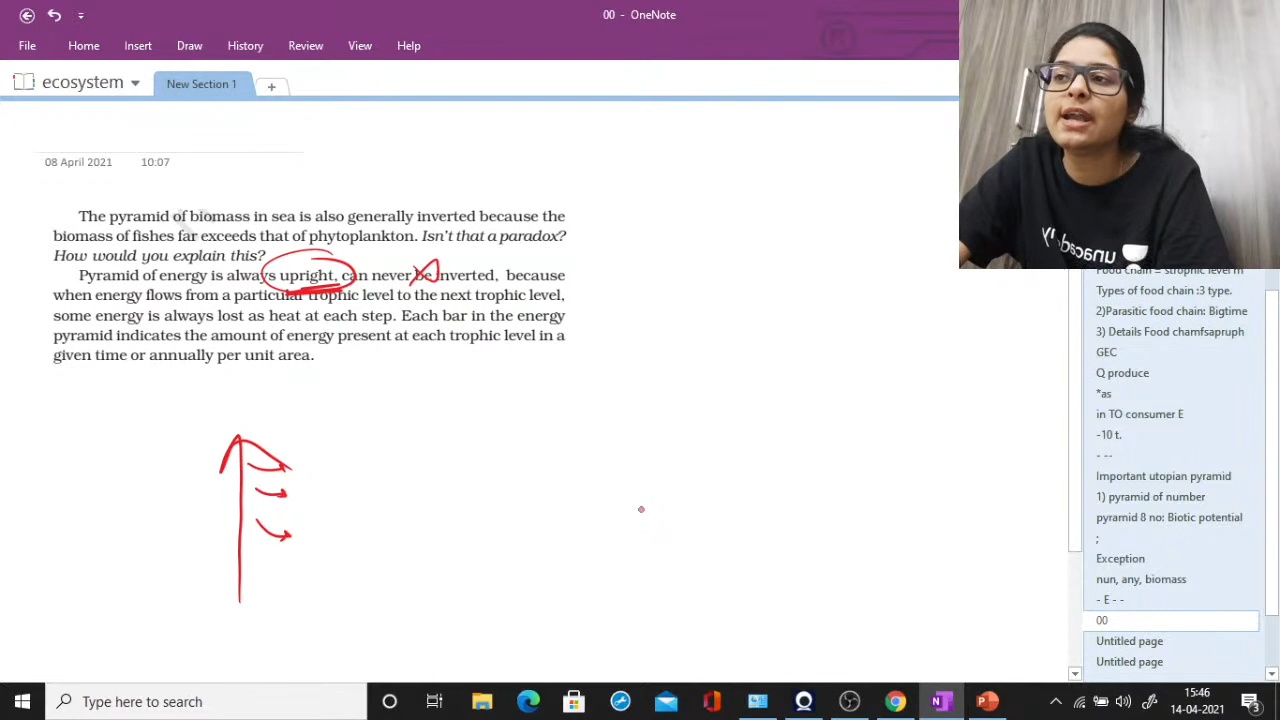 00 - OneNote
File Home Insert Draw History Review View Help
ecosystem New Section 1 +
08 April 2021 10:07
The pyramid of biomass in sea is also generally inverted because the
biomass of fishes far exceeds that of phytoplankton. Isn't that a paradox?
How would you explain this?
Pyramid of energy is always upright, can never be inverted, because
when energy flows from a particular trophic level to the next trophic level,
some energy is always lost as heat at each step. Each bar in the energy
pyramid indicates the amount of energy present at each trophic level in a
given time or annually per unit area.
unacademy
Food chain = strophic level m
Types of food chain :3 type.
2)Parasitic food chain: Bigtime
3) Details Food chamfsapruph
GEC
Q produce
*as
in TO consumer E
-10 t.
- --
Important utopian pyramid
1) pyramid of number
pyramid 8 no: Biotic potential
;
Exception
nun, any, biomass
- E - -
00
Untitled page
Untitled page
Type here to search
15:46
14-04-2021
3